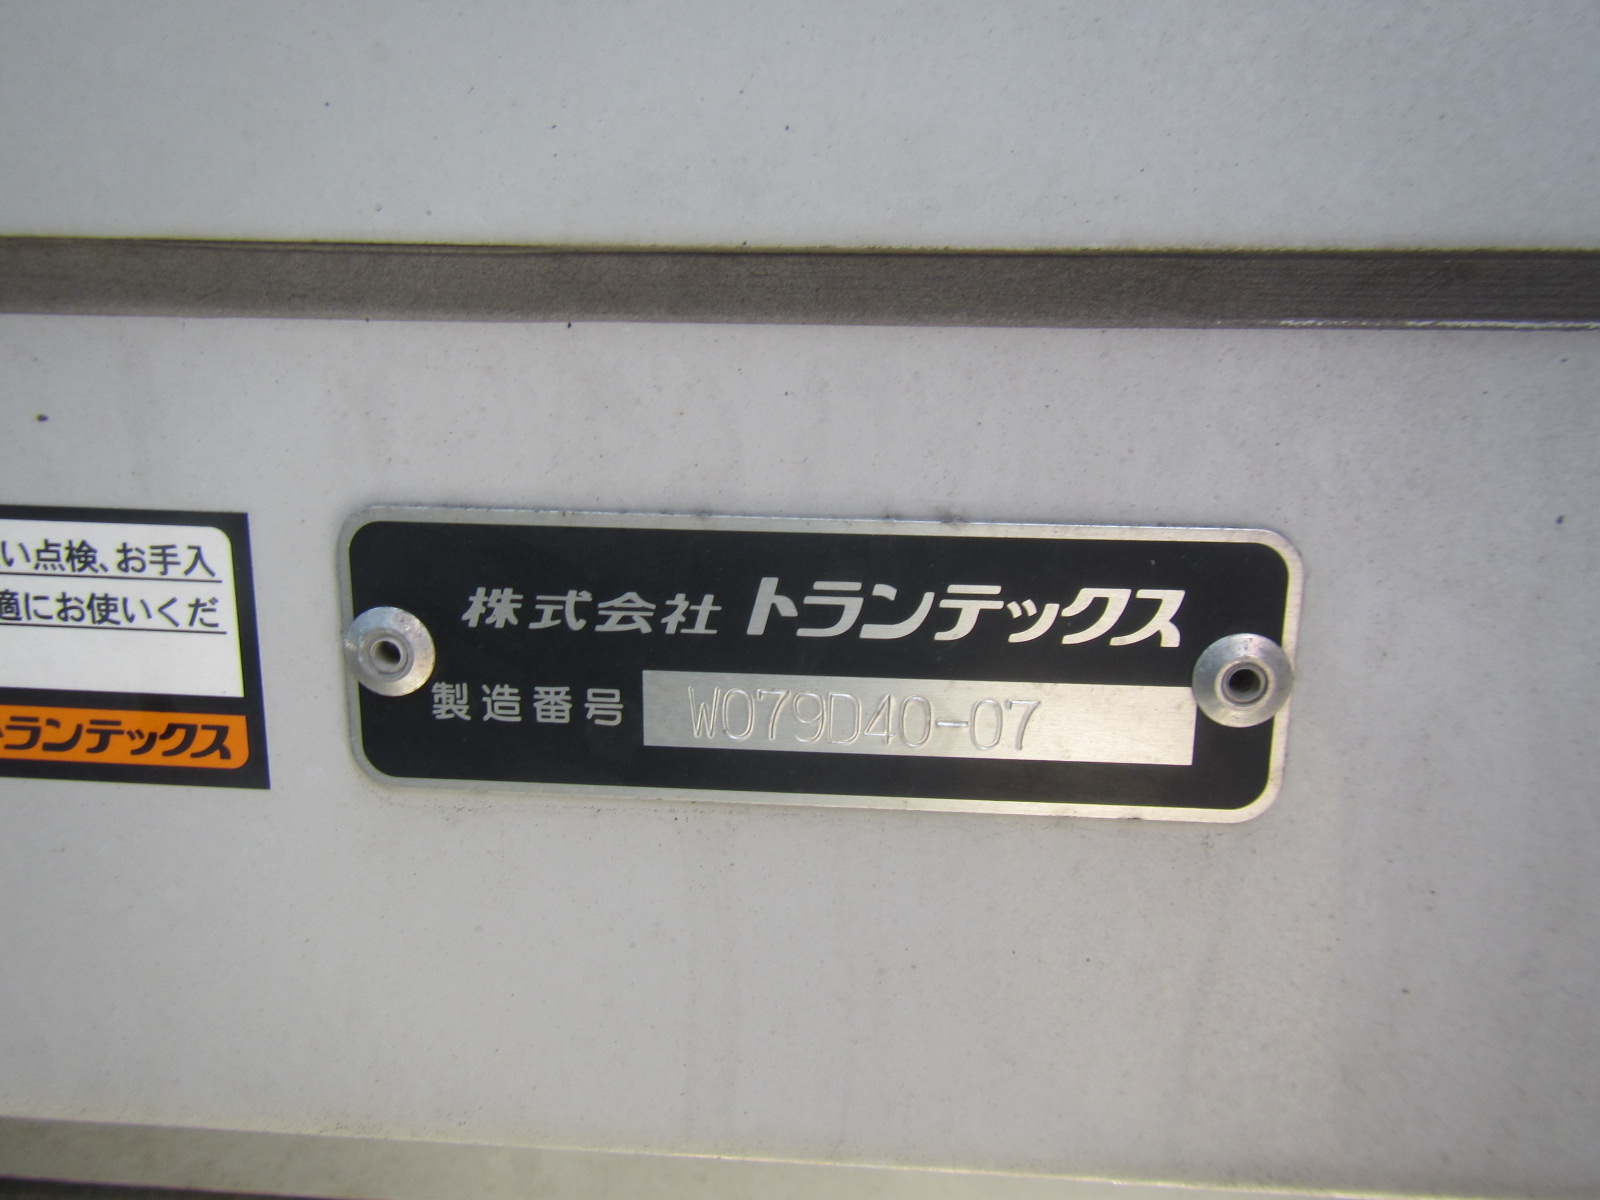 い点検、お手入
適にお使いくだ
トランテックス
株式会社 トランテックス
製造番号 W079D40-07